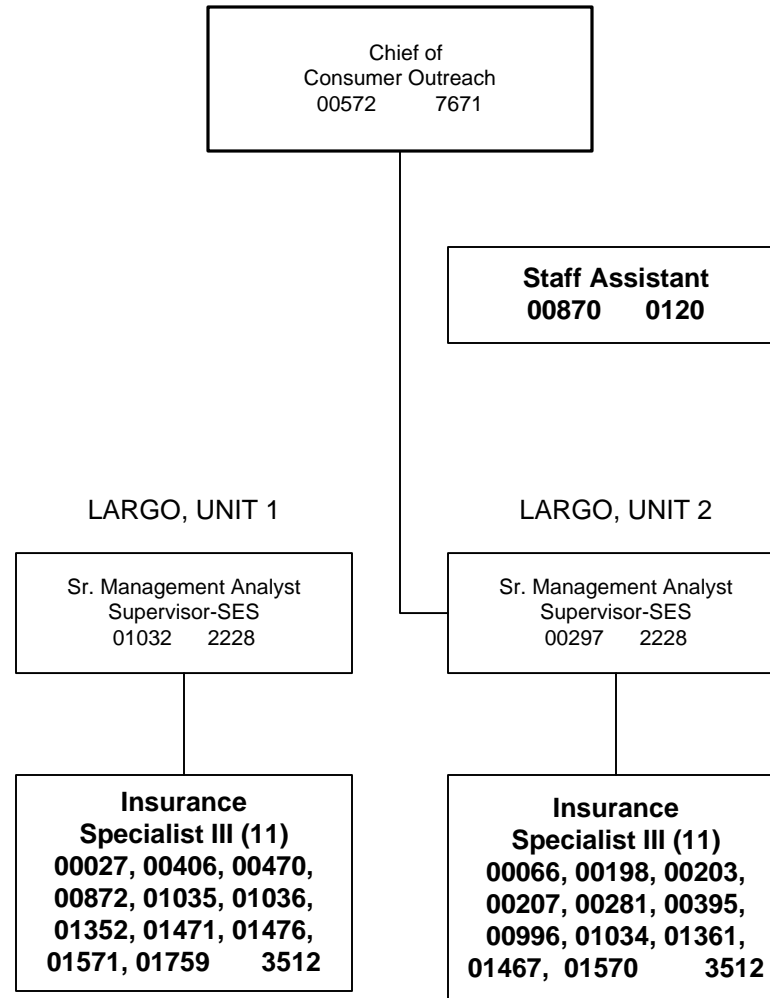 Chief of
Consumer Outreach
00572 7671
Staff Assistant
00870 0120
LARGO, UNIT 1
Sr. Management Analyst
Supervisor-SES
01032 2228
Insurance
Specialist III (11)
00027, 00406, 00470,
00872, 01035, 01036,
01352, 01471, 01476,
01571, 01759 3512
LARGO, UNIT 2
Sr. Management Analyst
Supervisor-SES
00297 2228
Insurance
Specialist III (11)
00066, 00198, 00203,
00207, 00281, 00395,
00996, 01034, 01361,
01467, 01570 3512